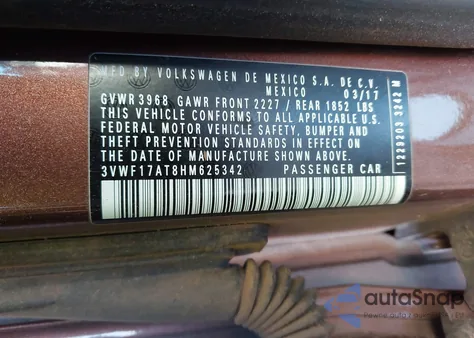 MFD BY VOLKSWAGEN DE MEXICO S.A. DE C.V.
MEXICO 03/17
GVWR 3968 GAWR FRONT 2227 / REAR 1852 LBS
THIS VEHICLE CONFORMS TO ALL APPLICABLE U.S.
FEDERAL MOTOR VEHICLE SAFETY, BUMPER AND
THEFT PREVENTION STANDARDS IN EFFECT ON THE
DATE OF MANUFACTURE SHOWN ABOVE
3VWF17AT8HM625342 PASSENGER CAR
1229203 3242 M
autoSnap